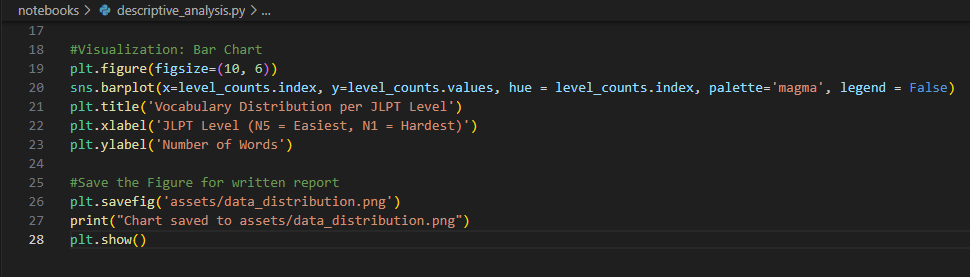 notebooks > descriptive_analysis.py > ...
17
18 #Visualization: Bar Chart
19 plt.figure(figsize=(10, 6))
20 sns.barplot(x=level_counts.index, y=level_counts.values, hue = level_counts.index, palette='magma', legend = False)
21 plt.title('Vocabulary Distribution per JLPT Level')
22 plt.xlabel('JLPT Level (N5 = Easiest, N1 = Hardest)')
23 plt.ylabel('Number of Words')
24
25 #Save the Figure for written report
26 plt.savefig('assets/data_distribution.png')
27 print("Chart saved to assets/data_distribution.png")
28 plt.show()